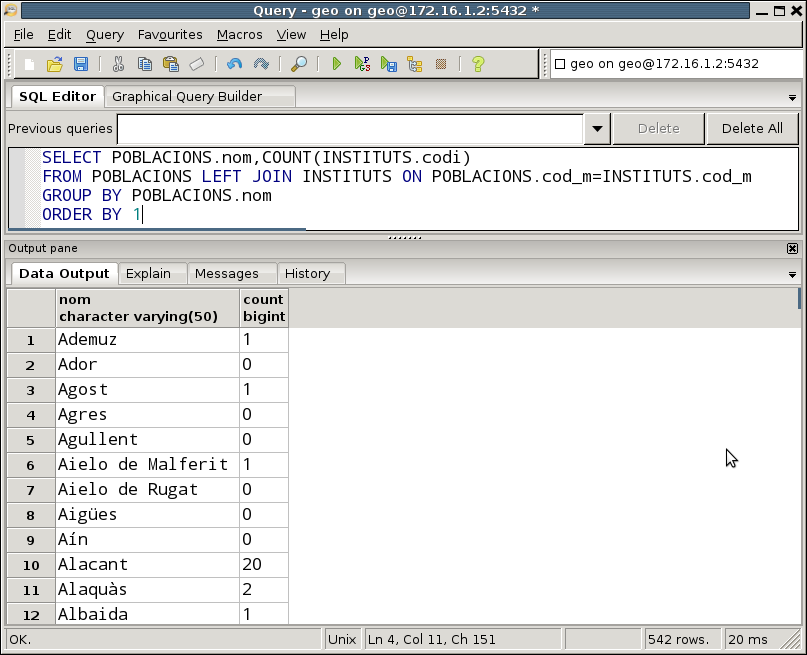 Query - geo on geo@172.16.1.2:5432 *
File Edit Query Favourites Macros View Help
geo on geo@172.16.1.2:5432
SQL Editor Graphical Query Builder
Previous queries Delete Delete All
SELECT POBLACIONS.nom,COUNT(INSTITUTS.codi)
FROM POBLACIONS LEFT JOIN INSTITUTS ON POBLACIONS.cod_m=INSTITUTS.cod_m
GROUP BY POBLACIONS.nom
ORDER BY 1
Output pane
Data Output Explain Messages History
nom count
character varying(50) bigint
1 Ademuz 1
2 Ador 0
3 Agost 1
4 Agres 0
5 Agullent 0
6 Aielo de Malferit 1
7 Aielo de Rugat 0
8 Aigües 0
9 Aín 0
10 Alacant 20
11 Alaquàs 2
12 Albaida 1
OK. Unix Ln 4, Col 11, Ch 151 542 rows. 20 ms